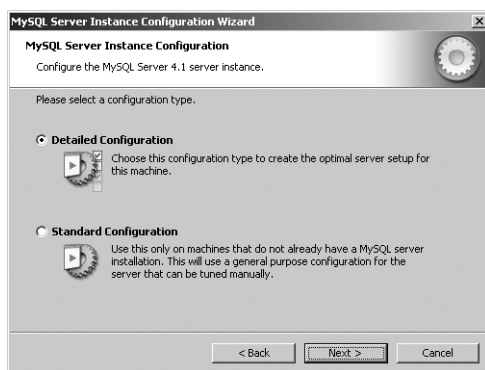 MySQL Server Instance Configuration Wizard
MySQL Server Instance Configuration
Configure the MySQL Server 4.1 server instance.
Please select a configuration type.
Detailed Configuration
Choose this configuration type to create the optimal server setup for
this machine.
Standard Configuration
Use this only on machines that do not already have a MySQL server
installation. This will use a general purpose configuration for the
server that can be tuned manually.
< Back
Next >
Cancel